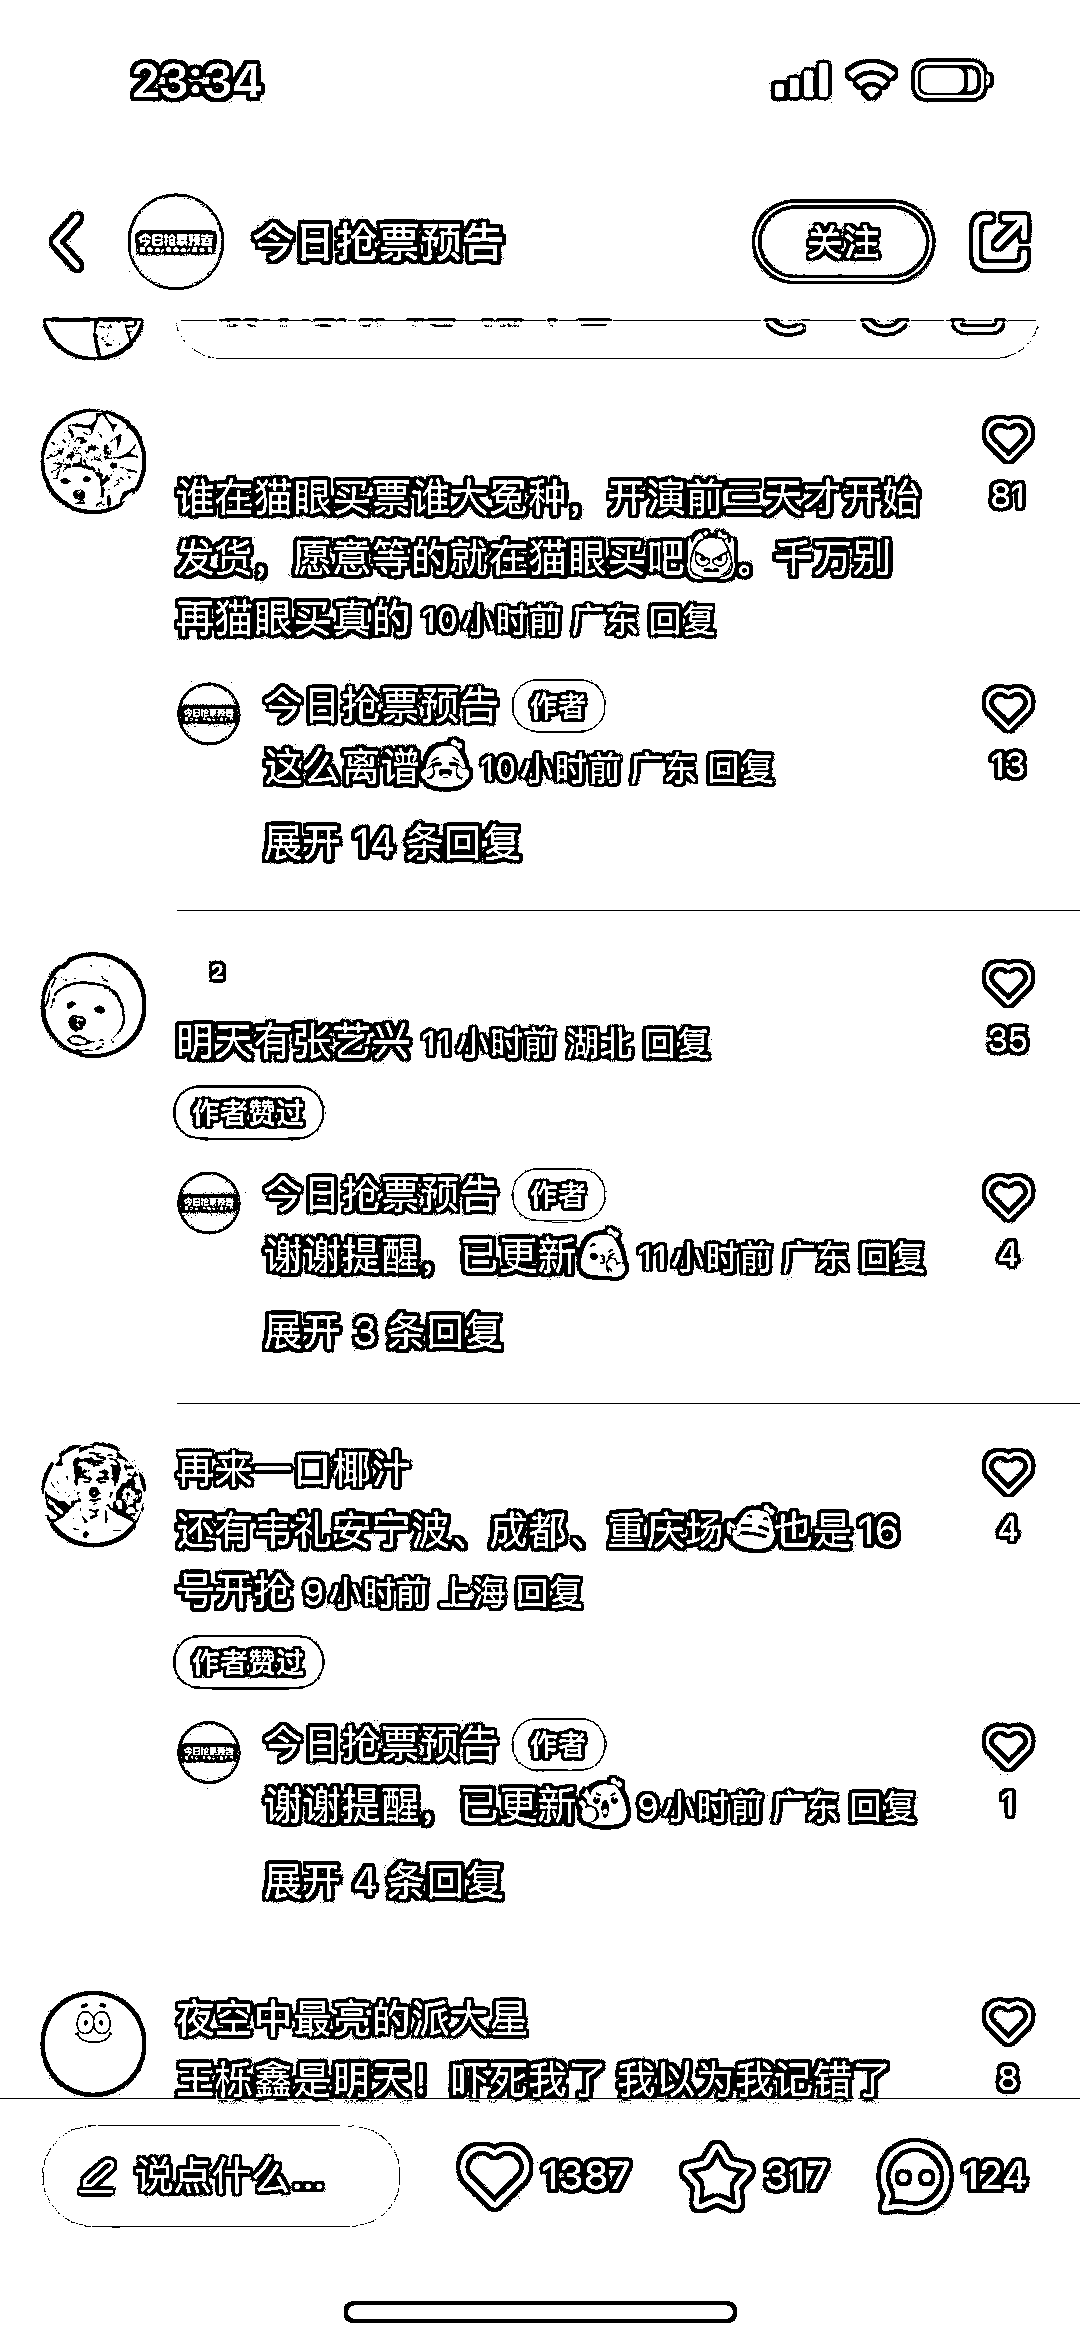 23:34
今日抢票预告
今日抢票预告
关注
谁在猫眼买票谁大冤种，开演前三天才开始
81
发货，愿意等的就在猫眼买吧。千万别
再猫眼买真的 10小时前 广东 回复
今日抢票预告 作者
这么离谱 10小时前 广东 回复
13
展开 14 条回复
2
明天有张艺兴 11小时前 湖北 回复
35
作者赞过
今日抢票预告 作者
谢谢提醒，已更新 11小时前 广东 回复
4
展开 3 条回复
再来一口椰汁
还有韦礼安宁波、成都、重庆场也是16
4
号开抢 9小时前 上海 回复
作者赞过
今日抢票预告 作者
谢谢提醒，已更新 9小时前 广东 回复
1
展开 4 条回复
夜空中最亮的派大星
王栎鑫是明天！吓死我了 我以为我记错了
8
说点什么...
1387
317
124